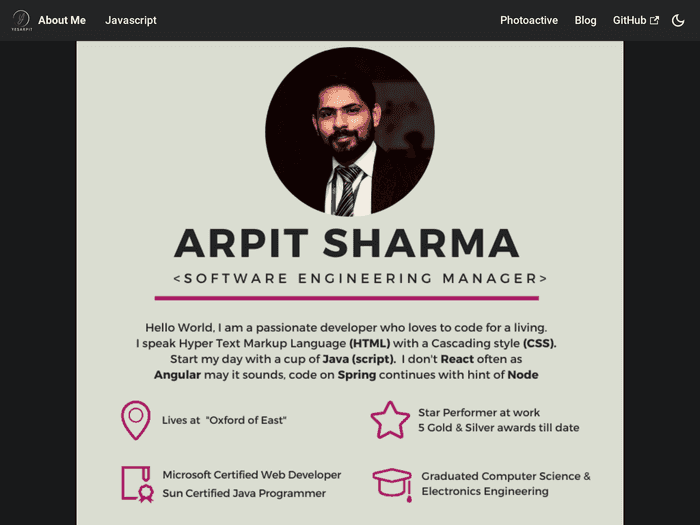 YESARPIT
About Me
Javascript
Photoactive
Blog
GitHub
ARPIT SHARMA
<SOFTWARE ENGINEERING MANAGER>
Hello World, I am a passionate developer who loves to code for a living.
I speak Hyper Text Markup Language (HTML) with a Cascading style (CSS).
Start my day with a cup of Java (script). I don't React often as
Angular may it sounds, code on Spring continues with hint of Node
Lives at "Oxford of East"
Star Performer at work
5 Gold & Silver awards till date
Microsoft Certified Web Developer
Sun Certified Java Programmer
Graduated Computer Science &
Electronics Engineering